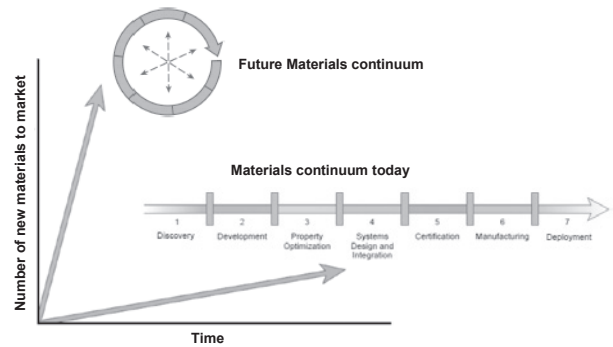 Number of new materials to market
Future Materials continuum
Materials continuum today
1 2 3 4 5 6 7
Discovery
Development
Property
Optimization
Systems
Design and
Integration
Certification
Manufacturing
Deployment
Time